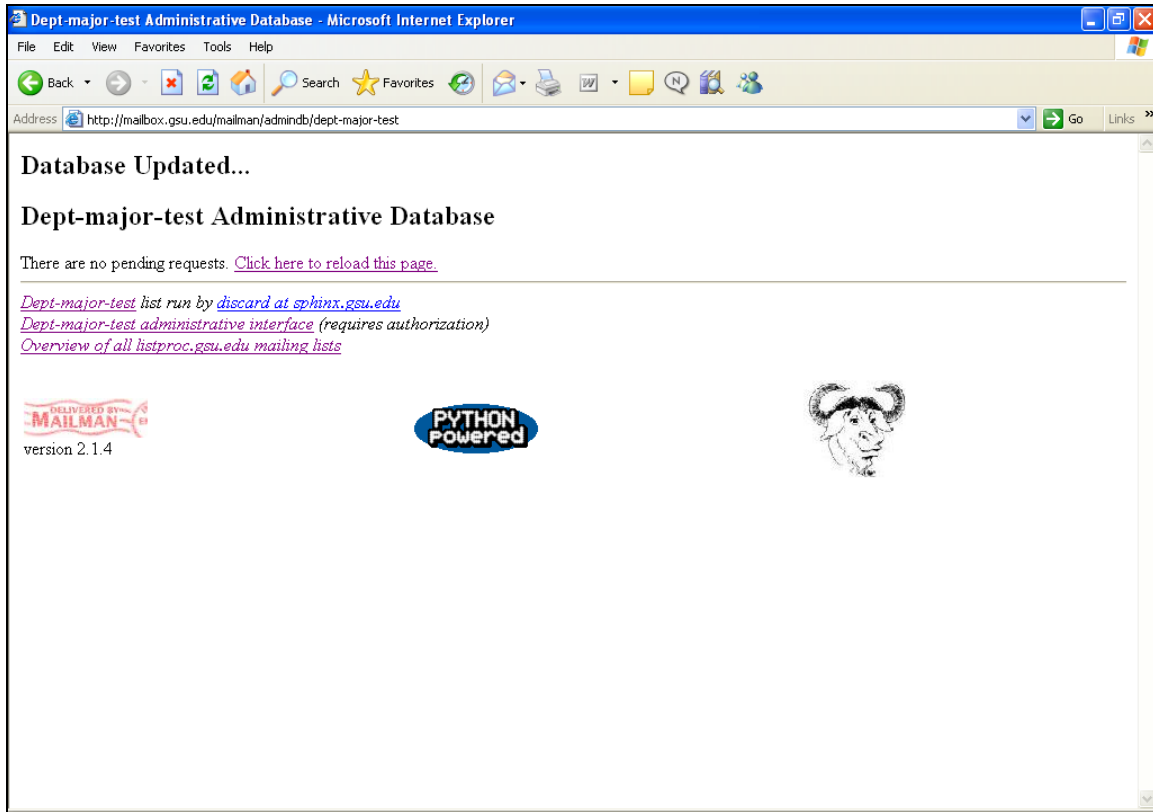 Dept-major-test Administrative Database - Microsoft Internet Explorer
File Edit View Favorites Tools Help
Back Search Favorites
Address http://mailbox.gsu.edu/mailman/admindb/dept-major-test Go Links »
Database Updated...
Dept-major-test Administrative Database
There are no pending requests. Click here to reload this page.
Dept-major-test list run by discard at sphinx.gsu.edu
Dept-major-test administrative interface (requires authorization)
Overview of all listproc.gsu.edu mailing lists
DELIVERED BY
MAILMAN
version 2.1.4
PYTHON
Powered